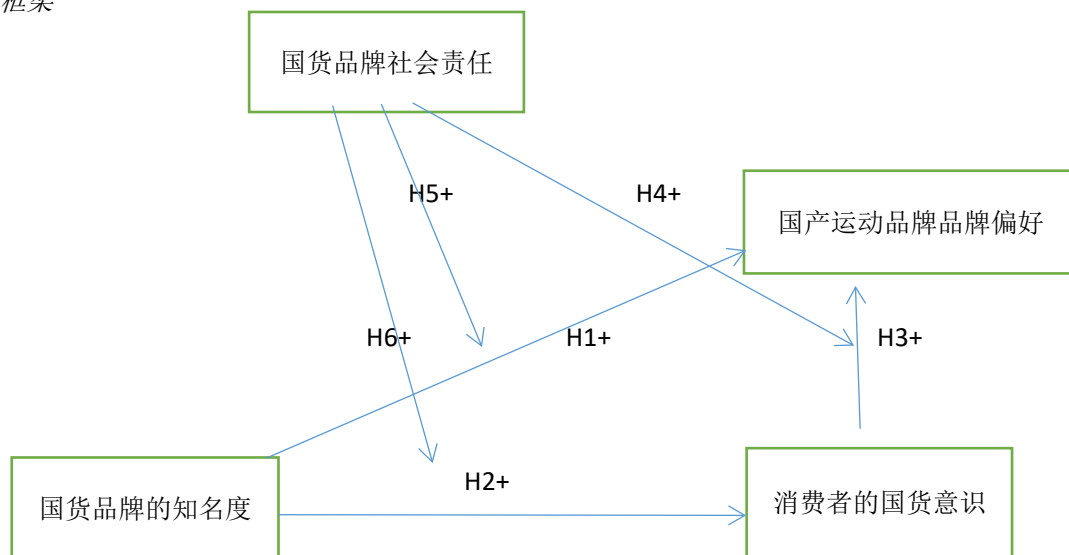 框架
国货品牌社会责任
H5+
H4+
国产运动品牌品牌偏好
H6+
H1+
H3+
H2+
国货品牌的知名度
消费者的国货意识